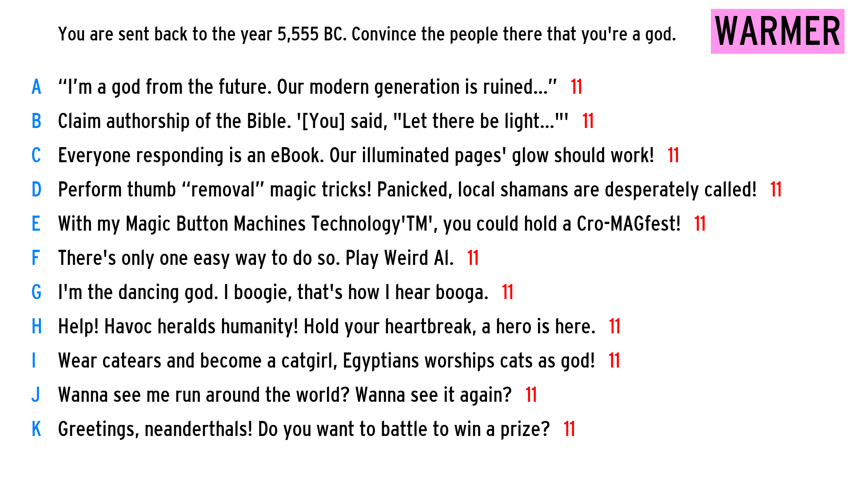 You are sent back to the year 5,555 BC. Convince the people there that you're a god.
WARMER
A “I’m a god from the future. Our modern generation is ruined...” 11
B Claim authorship of the Bible. '[You] said, "Let there be light..."' 11
C Everyone responding is an eBook. Our illuminated pages' glow should work! 11
D Perform thumb “removal” magic tricks! Panicked, local shamans are desperately called! 11
E With my Magic Button Machines Technology'TM', you could hold a Cro-MAGfest! 11
F There's only one easy way to do so. Play Weird Al. 11
G I'm the dancing god. I boogie, that's how I hear booga. 11
H Help! Havoc heralds humanity! Hold your heartbreak, a hero is here. 11
I Wear catears and become a catgirl, Egyptians worships cats as god! 11
J Wanna see me run around the world? Wanna see it again? 11
K Greetings, neanderthals! Do you want to battle to win a prize? 11